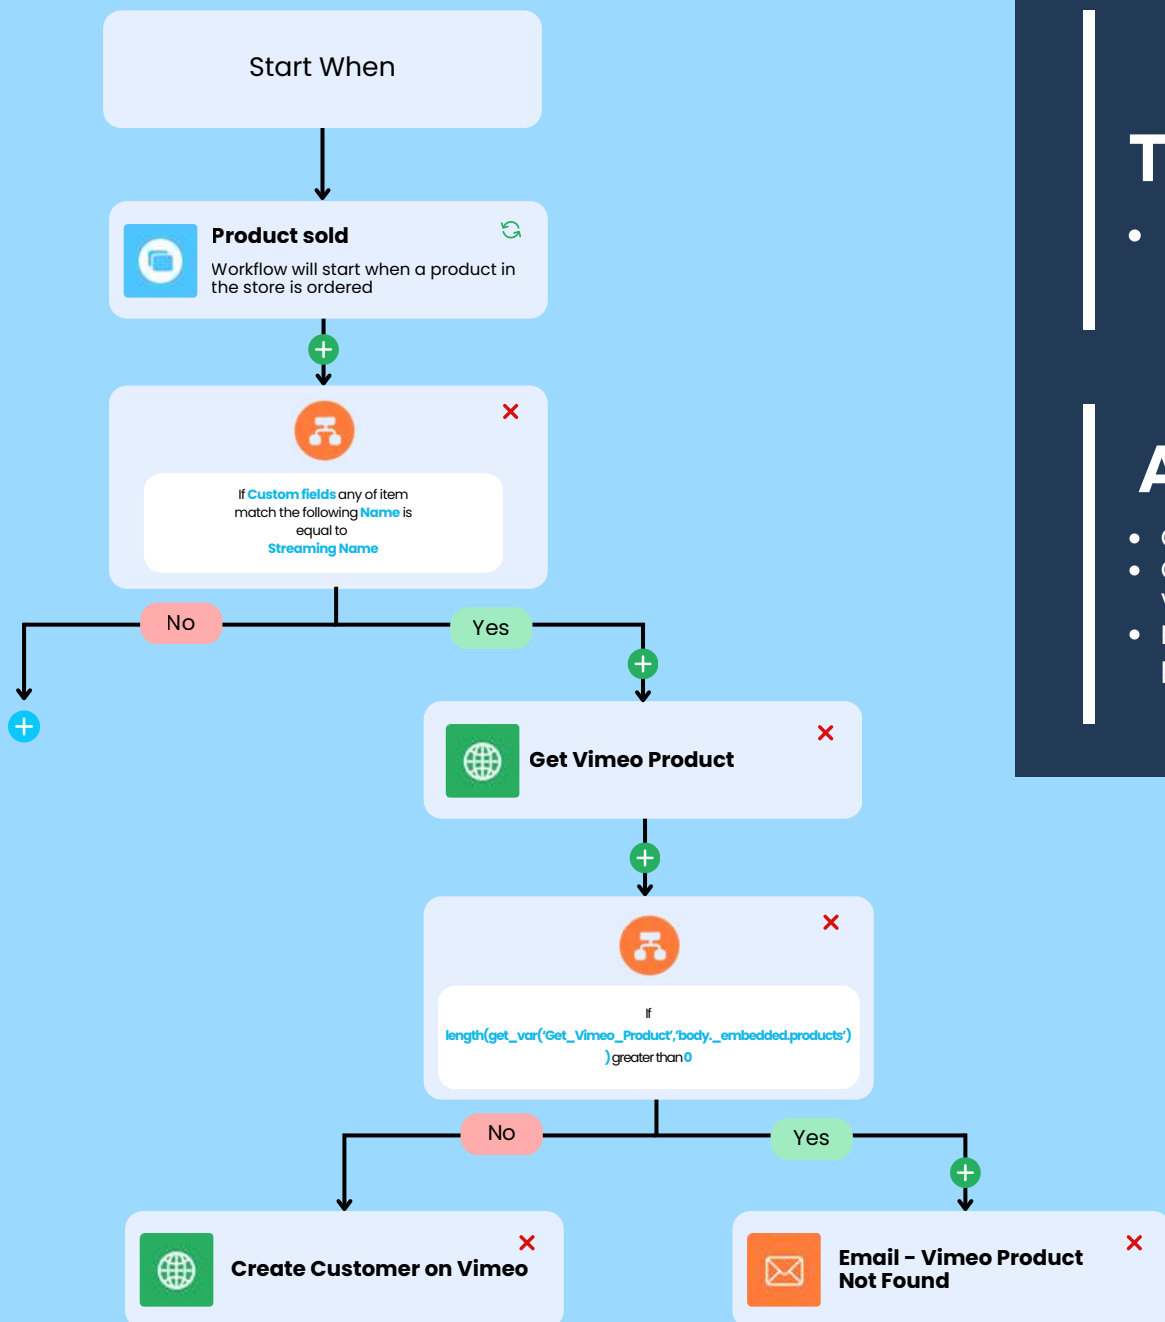 Start When
Product sold
Workflow will start when a product in
the store is ordered
If Custom fields any of item
match the following Name is
equal to
Streaming Name
No
Yes
Get Vimeo Product
If
length(get_var(‘Get_Vimeo_Product’,’body._embedded.products’)
) greater than 0
No
Yes
Create Customer on Vimeo
Email - Vimeo Product
Not Found
T
A